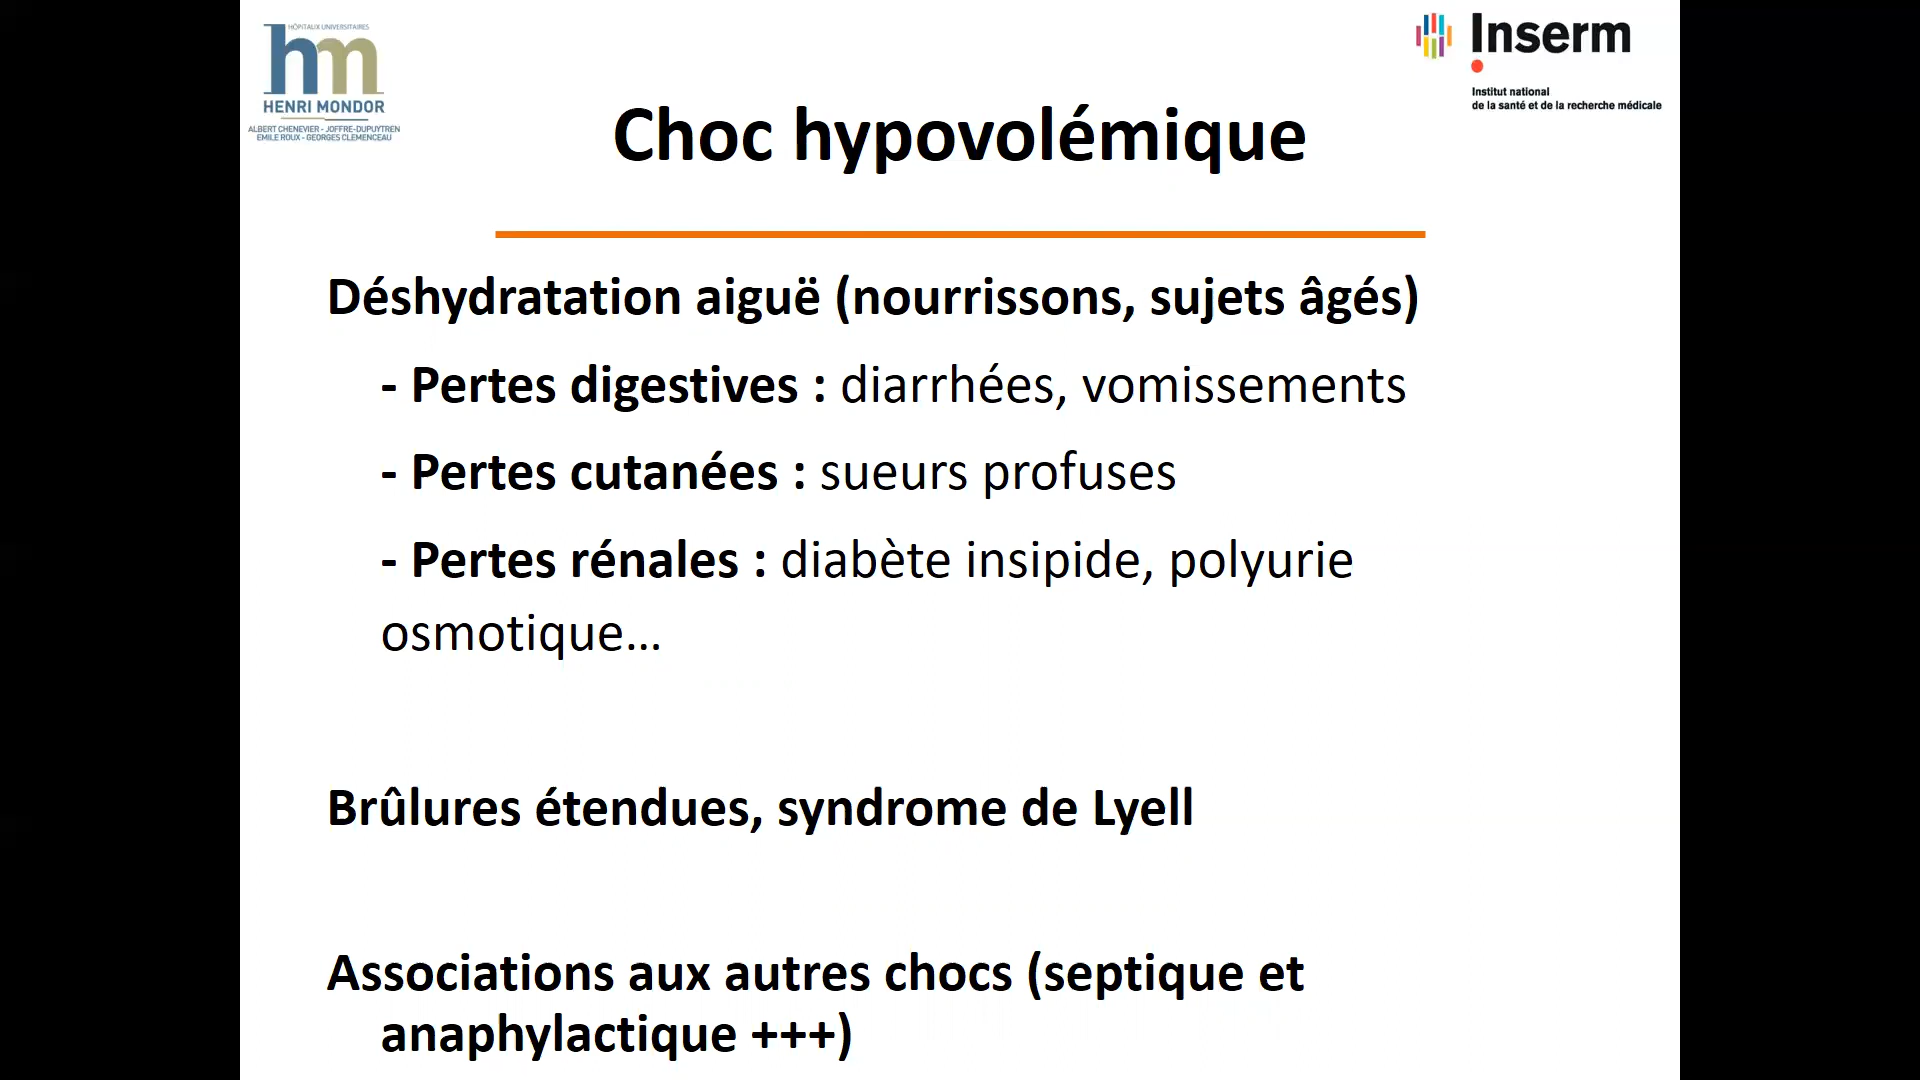 HÔPITAUX UNIVERSITAIRES
hm
HENRI MONDOR
ALBERT CHENEVIER - JOFFRE-DUPUYTREN
EMILE ROUX - GEORGES CLEMENCEAU
Inserm
Institut national
de la santé et de la recherche médicale
Choc hypovolémique
Déshydratation aiguë (nourrissons, sujets âgés)
- Pertes digestives : diarrhées, vomissements
- Pertes cutanées : sueurs profuses
- Pertes rénales : diabète insipide, polyurie
osmotique…
Brûlures étendues, syndrome de Lyell
Associations aux autres chocs (septique et
anaphylactique +++)